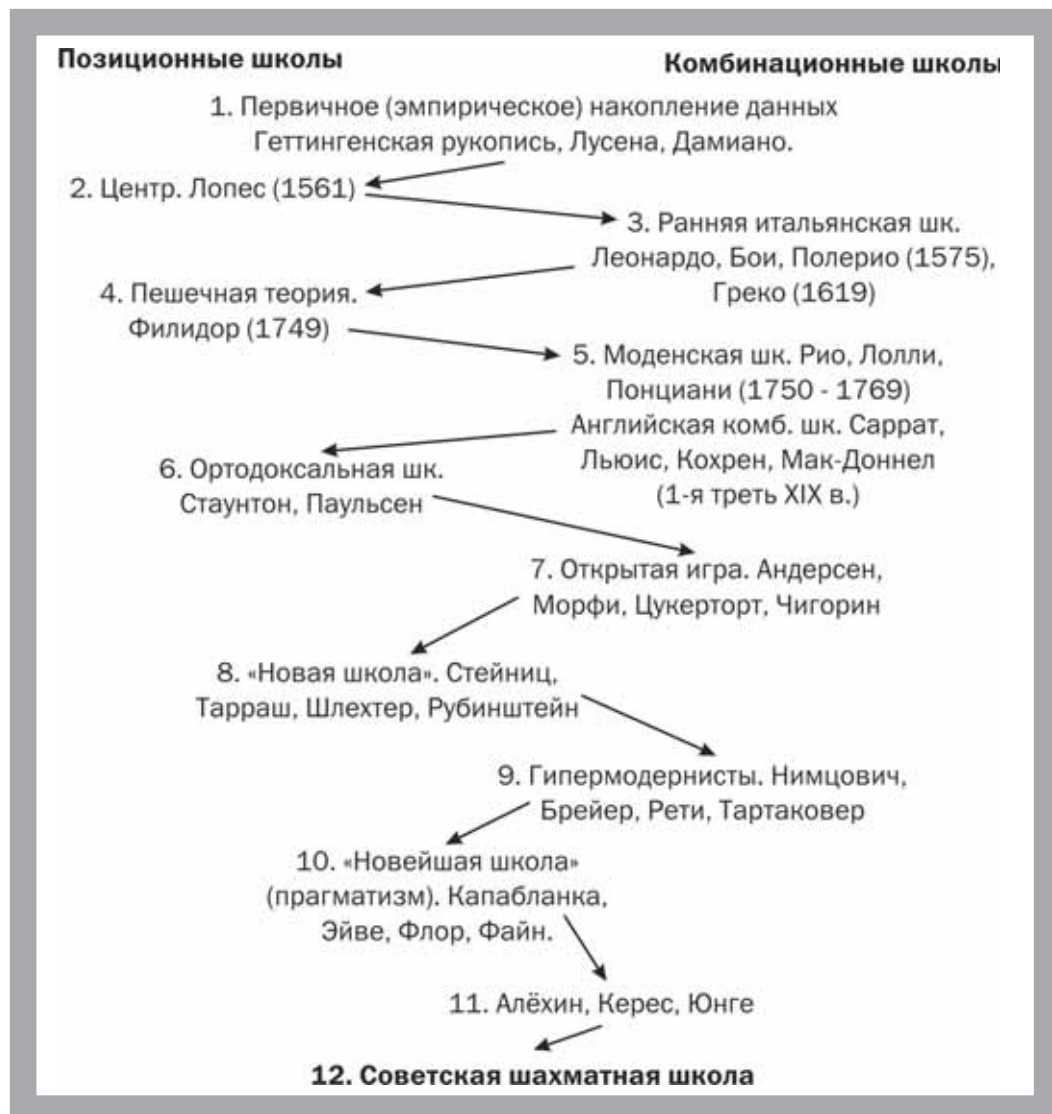 Позиционные школы
Комбинационные школы
1. Первичное (эмпирическое) накопление данных
Геттингенская рукопись, Лусена, Дамиано.
2. Центр. Лопес (1561)
3. Ранняя итальянская шк.
Леонардо, Бои, Полерио (1575),
Греко (1619)
4. Пешечная теория.
Филидор (1749)
5. Моденская шк. Рио, Лолли,
Понциани (1750 - 1769)
Английская комб. шк. Саррат,
Льюис, Кохрен, Мак-Доннел
(1-я треть XIX в.)
6. Ортодоксальная шк.
Стаунтон, Паульсен
7. Открытая игра. Андерсен,
Морфи, Цукерторт, Чигорин
8. «Новая школа». Стейниц,
Тарраш, Шлехтер, Рубинштейн
9. Гипермодернисты. Нимцович,
Брейер, Рети, Тартаковер
10. «Новейшая школа»
(прагматизм). Капабланка,
Эйве, Флор, Файн.
11. Алёхин, Керес, Юнге
12. Советская шахматная школа